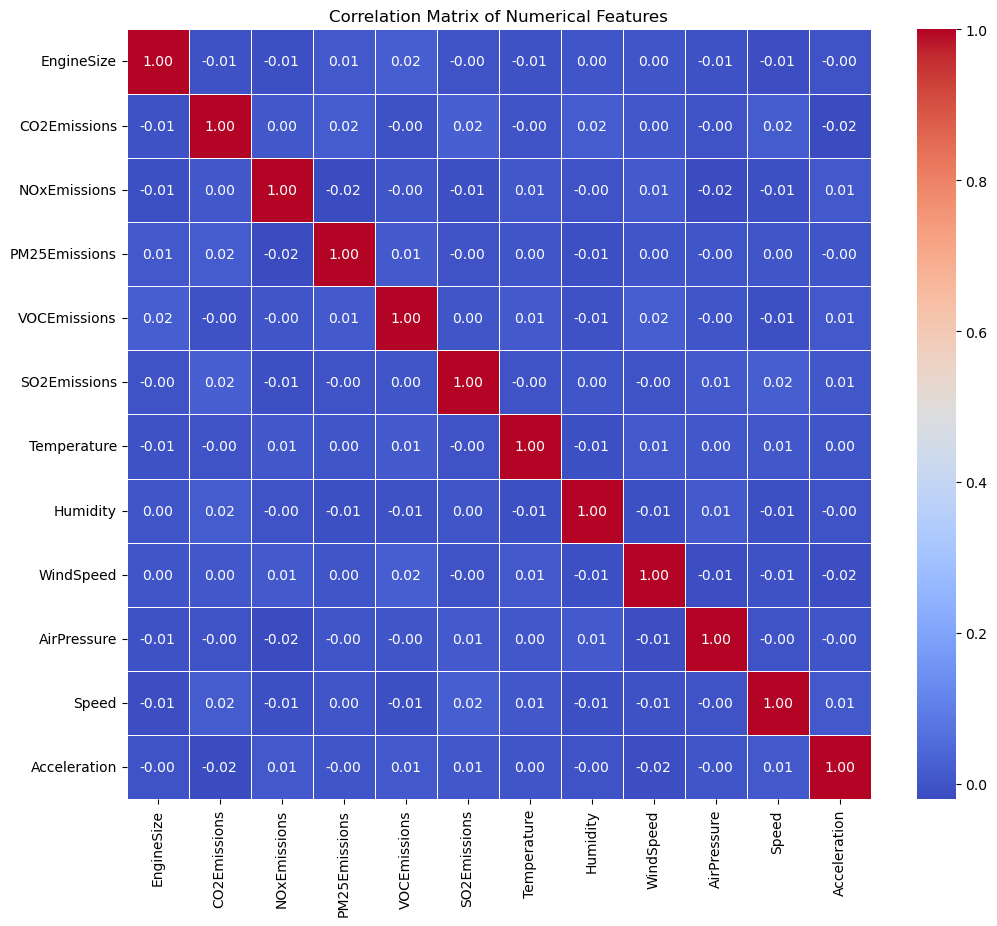 Correlation Matrix of Numerical Features
EngineSize 1.00 -0.01 -0.01 0.01 0.02 -0.00 -0.01 0.00 0.00 -0.01 -0.01 -0.00
CO2Emissions -0.01 1.00 0.00 0.02 -0.00 0.02 -0.00 0.02 0.00 -0.00 0.02 -0.02
NOxEmissions -0.01 0.00 1.00 -0.02 -0.00 -0.01 0.01 -0.00 0.01 -0.02 -0.01 0.01
PM25Emissions 0.01 0.02 -0.02 1.00 0.01 -0.00 0.00 -0.01 0.00 -0.00 0.00 -0.00
VOCEmissions 0.02 -0.00 -0.00 0.01 1.00 0.00 0.01 -0.01 0.02 -0.00 -0.01 0.01
SO2Emissions -0.00 0.02 -0.01 -0.00 0.00 1.00 -0.00 0.00 -0.00 0.01 0.02 0.01
Temperature -0.01 -0.00 0.01 0.00 0.01 -0.00 1.00 -0.01 0.01 0.00 0.01 0.00
Humidity 0.00 0.02 -0.00 -0.01 -0.01 0.00 -0.01 1.00 -0.01 0.01 -0.01 -0.00
WindSpeed 0.00 0.00 0.01 0.00 0.02 -0.00 0.01 -0.01 1.00 -0.01 -0.01 -0.02
AirPressure -0.01 -0.00 -0.02 -0.00 -0.00 0.01 0.00 0.01 -0.01 1.00 -0.00 -0.00
Speed -0.01 0.02 -0.01 0.00 -0.01 0.02 0.01 -0.01 -0.01 -0.00 1.00 0.01
Acceleration -0.00 -0.02 0.01 -0.00 0.01 0.01 0.00 -0.00 -0.02 -0.00 0.01 1.00
EngineSize
CO2Emissions
NOxEmissions
PM25Emissions
VOCEmissions
SO2Emissions
Temperature
Humidity
WindSpeed
AirPressure
Speed
Acceleration
1.0
0.8
0.6
0.4
0.2
0.0